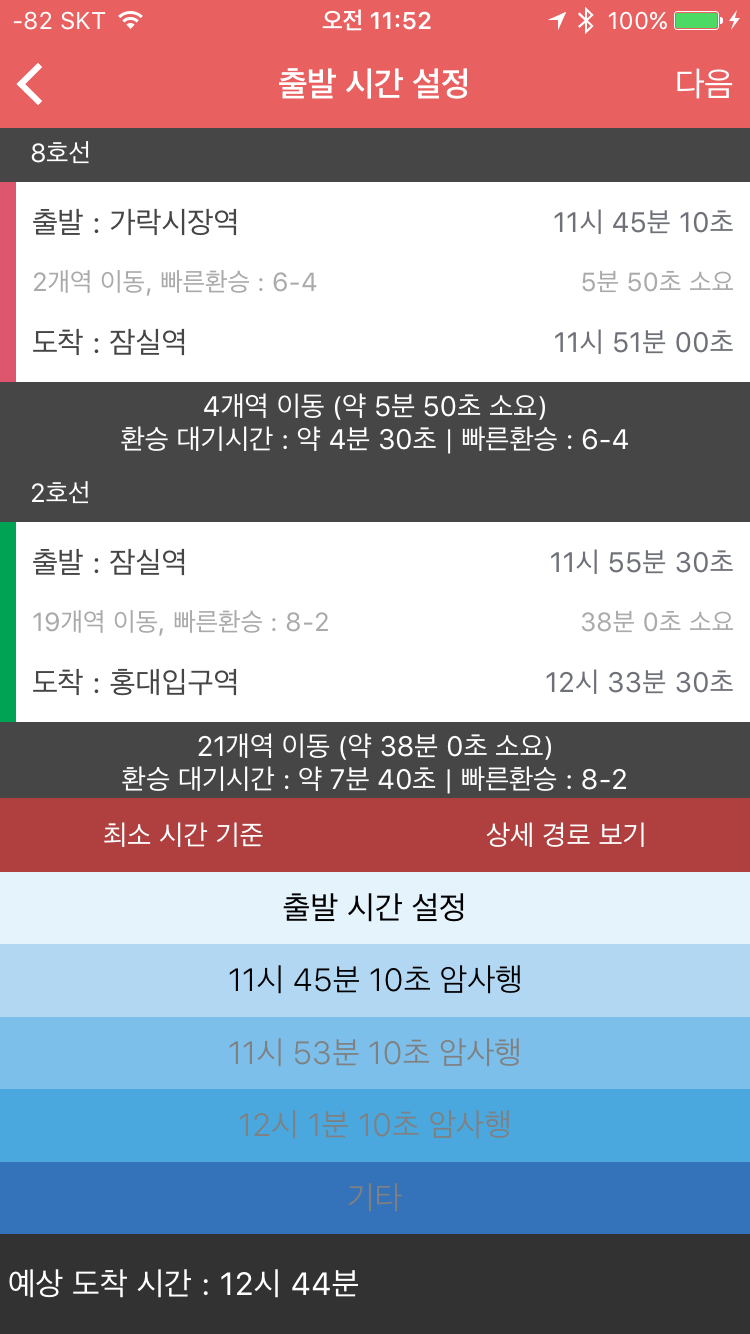 -82 SKT 오전 11:52 100%
출발 시간 설정 다음
8호선
출발 : 가락시장역 11시 45분 10초
2개역 이동, 빠른환승 : 6-4 5분 50초 소요
도착 : 잠실역 11시 51분 00초
4개역 이동 (약 5분 50초 소요)
환승 대기시간 : 약 4분 30초 | 빠른환승 : 6-4
2호선
출발 : 잠실역 11시 55분 30초
19개역 이동, 빠른환승 : 8-2 38분 0초 소요
도착 : 홍대입구역 12시 33분 30초
21개역 이동 (약 38분 0초 소요)
환승 대기시간 : 약 7분 40초 | 빠른환승 : 8-2
최소 시간 기준 상세 경로 보기
출발 시간 설정
11시 45분 10초 암사행
11시 53분 10초 암사행
12시 1분 10초 암사행
기타
예상 도착 시간 : 12시 44분